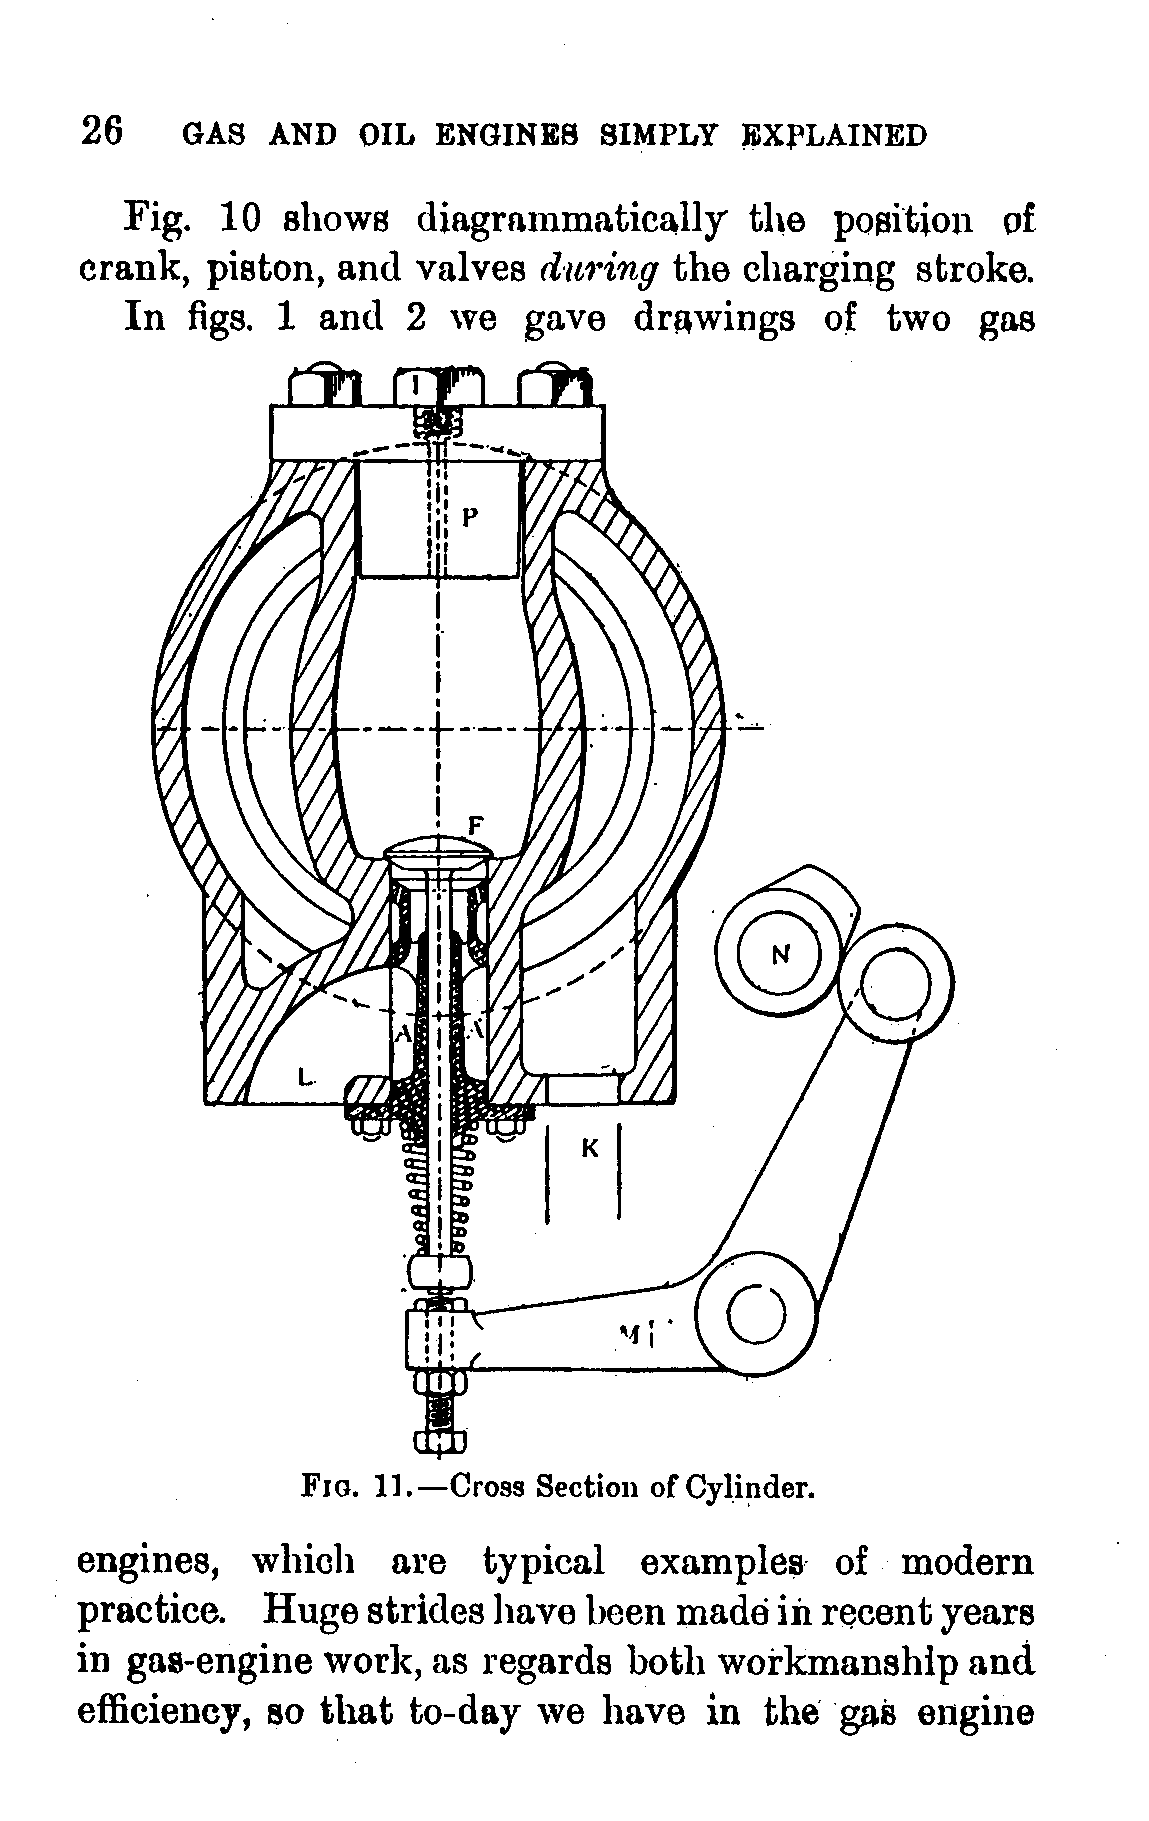 26 GAS AND OIL ENGINES SIMPLY EXPLAINED
Fig. 10 shows diagrammatically the position of
crank, piston, and valves during the charging stroke.
In figs. 1 and 2 we gave drawings of two gas
P
F
N
A A
L
K
M
FIG. 11.—Cross Section of Cylinder.
engines, which are typical examples of modern
practice. Huge strides have been made in recent years
in gas-engine work, as regards both workmanship and
efficiency, so that to-day we have in the gas engine